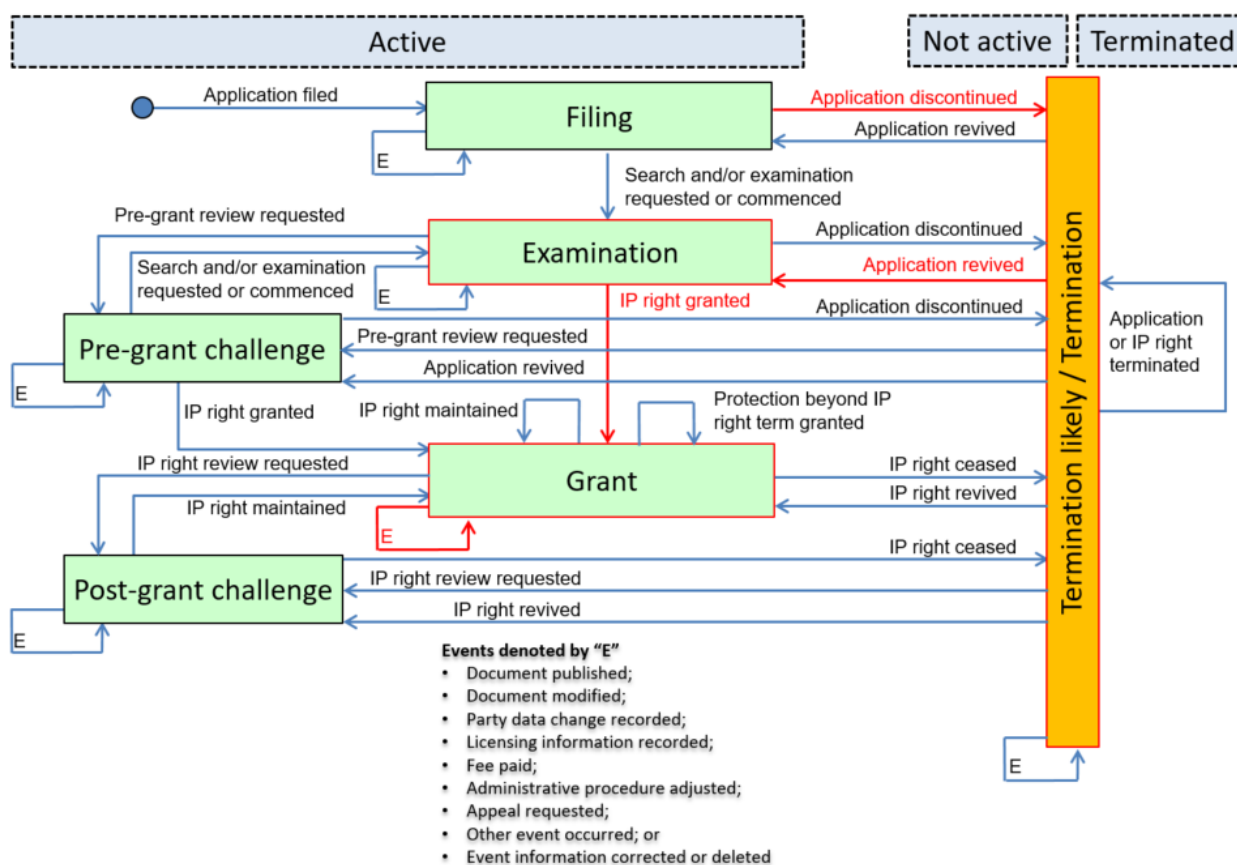 Active
Not active
Terminated
Application filed
Filing
Application discontinued
Application revived
E
Search and/or examination
requested or commenced
Pre-grant review requested
Examination
Application discontinued
Search and/or examination
requested or commenced
E
Application revived
IP right granted
Application discontinued
Pre-grant challenge
Pre-grant review requested
Application
or IP right
terminated
Application revived
E
IP right granted
IP right maintained
Protection beyond IP
right term granted
IP right review requested
Grant
IP right ceased
IP right revived
IP right maintained
E
IP right ceased
Post-grant challenge
IP right review requested
IP right revived
E
Termination likely / Termination
E
Events denoted by “E”
• Document published;
• Document modified;
• Party data change recorded;
• Licensing information recorded;
• Fee paid;
• Administrative procedure adjusted;
• Appeal requested;
• Other event occurred; or
• Event information corrected or deleted